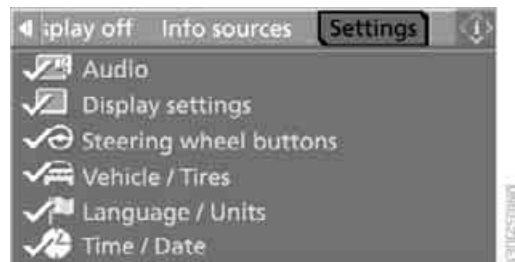 splay off Info sources Settings i
Audio
Display settings
Steering wheel buttons
Vehicle / Tires
Language / Units
Time / Date